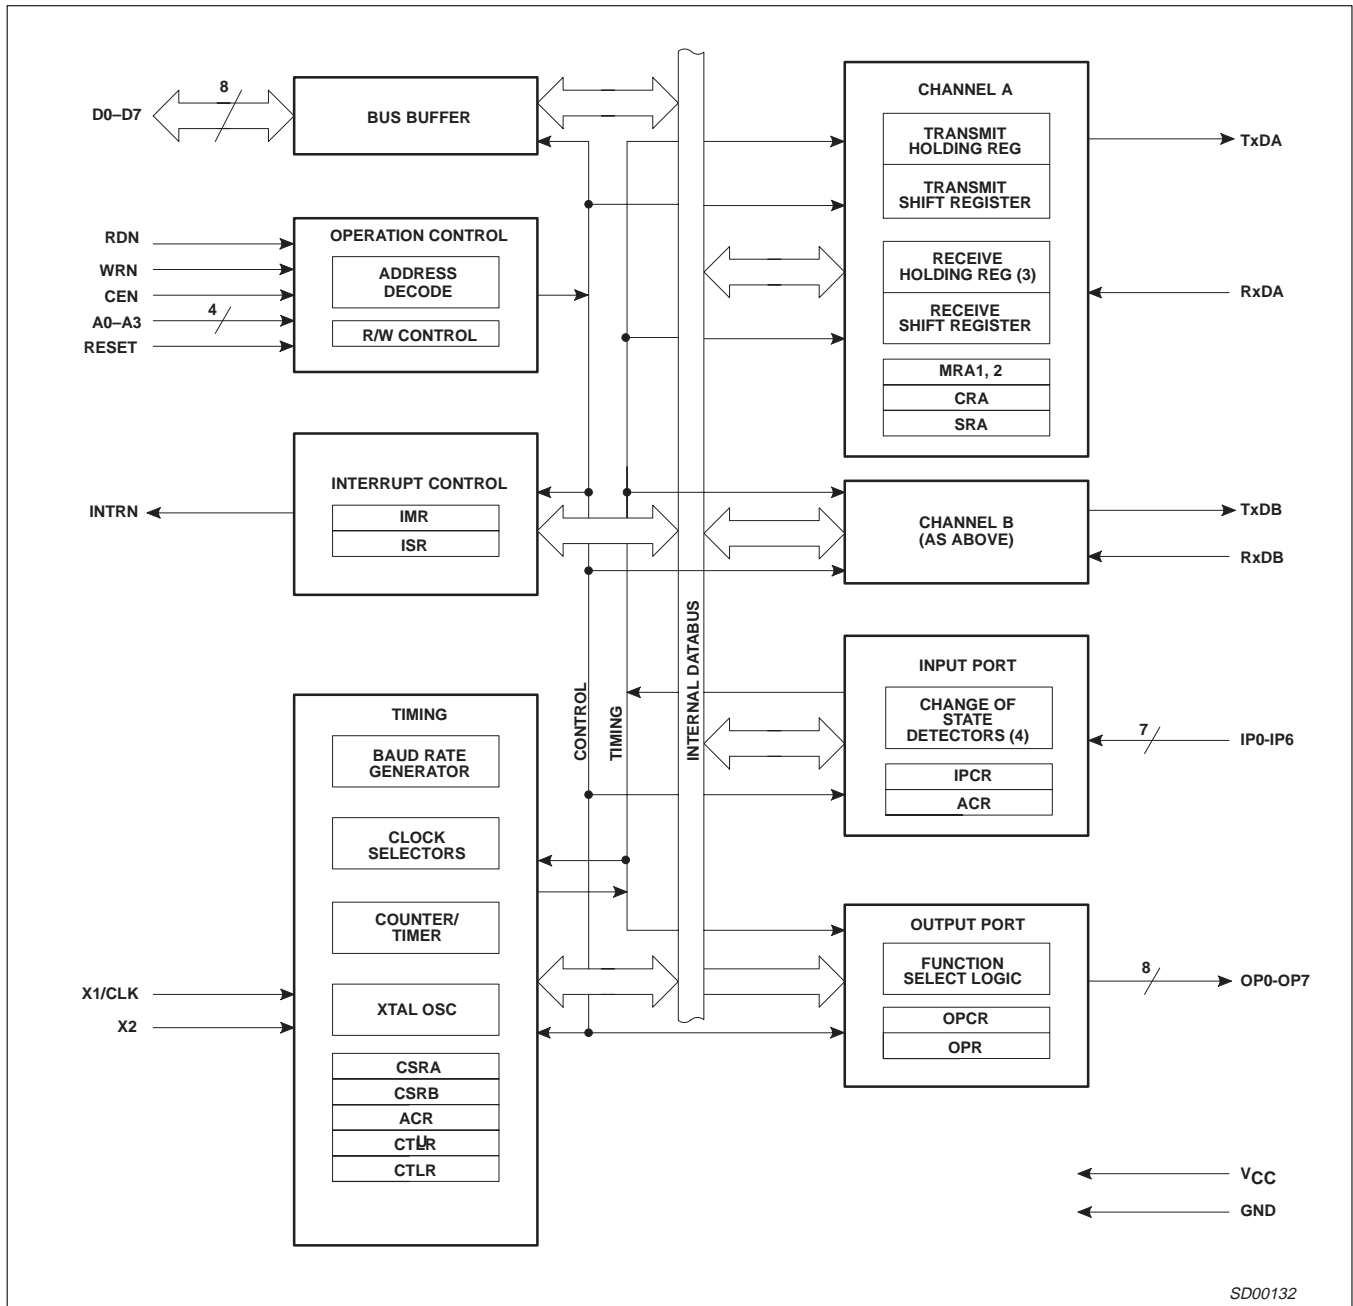 D0–D7
8
BUS BUFFER
RDN
WRN
CEN
A0–A3
4
RESET
OPERATION CONTROL
ADDRESS
DECODE
R/W CONTROL
INTRN
INTERRUPT CONTROL
IMR
ISR
TIMING
BAUD RATE
GENERATOR
CLOCK
SELECTORS
COUNTER/
TIMER
X1/CLK
X2
XTAL OSC
CSRA
CSRB
ACR
CTLR
CONTROL
TIMING
INTERNAL DATABUS
CHANNEL A
TRANSMIT
HOLDING REG
TRANSMIT
SHIFT REGISTER
RECEIVE
HOLDING REG (3)
RECEIVE
SHIFT REGISTER
MRA1, 2
CRA
SRA
TxDA
RxDA
CHANNEL B
(AS ABOVE)
TxDB
RxDB
INPUT PORT
CHANGE OF
STATE
DETECTORS (4)
IPCR
ACR
7
IP0-IP6
OUTPUT PORT
FUNCTION
SELECT LOGIC
OPCR
OPR
8
OP0-OP7
VCC
GND
SD00132